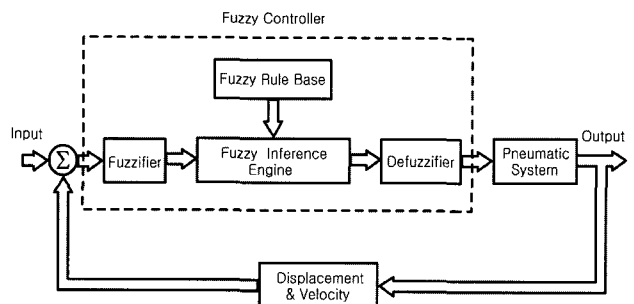 Fuzzy Controller
Fuzzy Rule Base
Input
Output
Σ
Fuzzifier
Fuzzy Inference
Engine
Defuzzifier
Pneumatic
System
Displacement
& Velocity